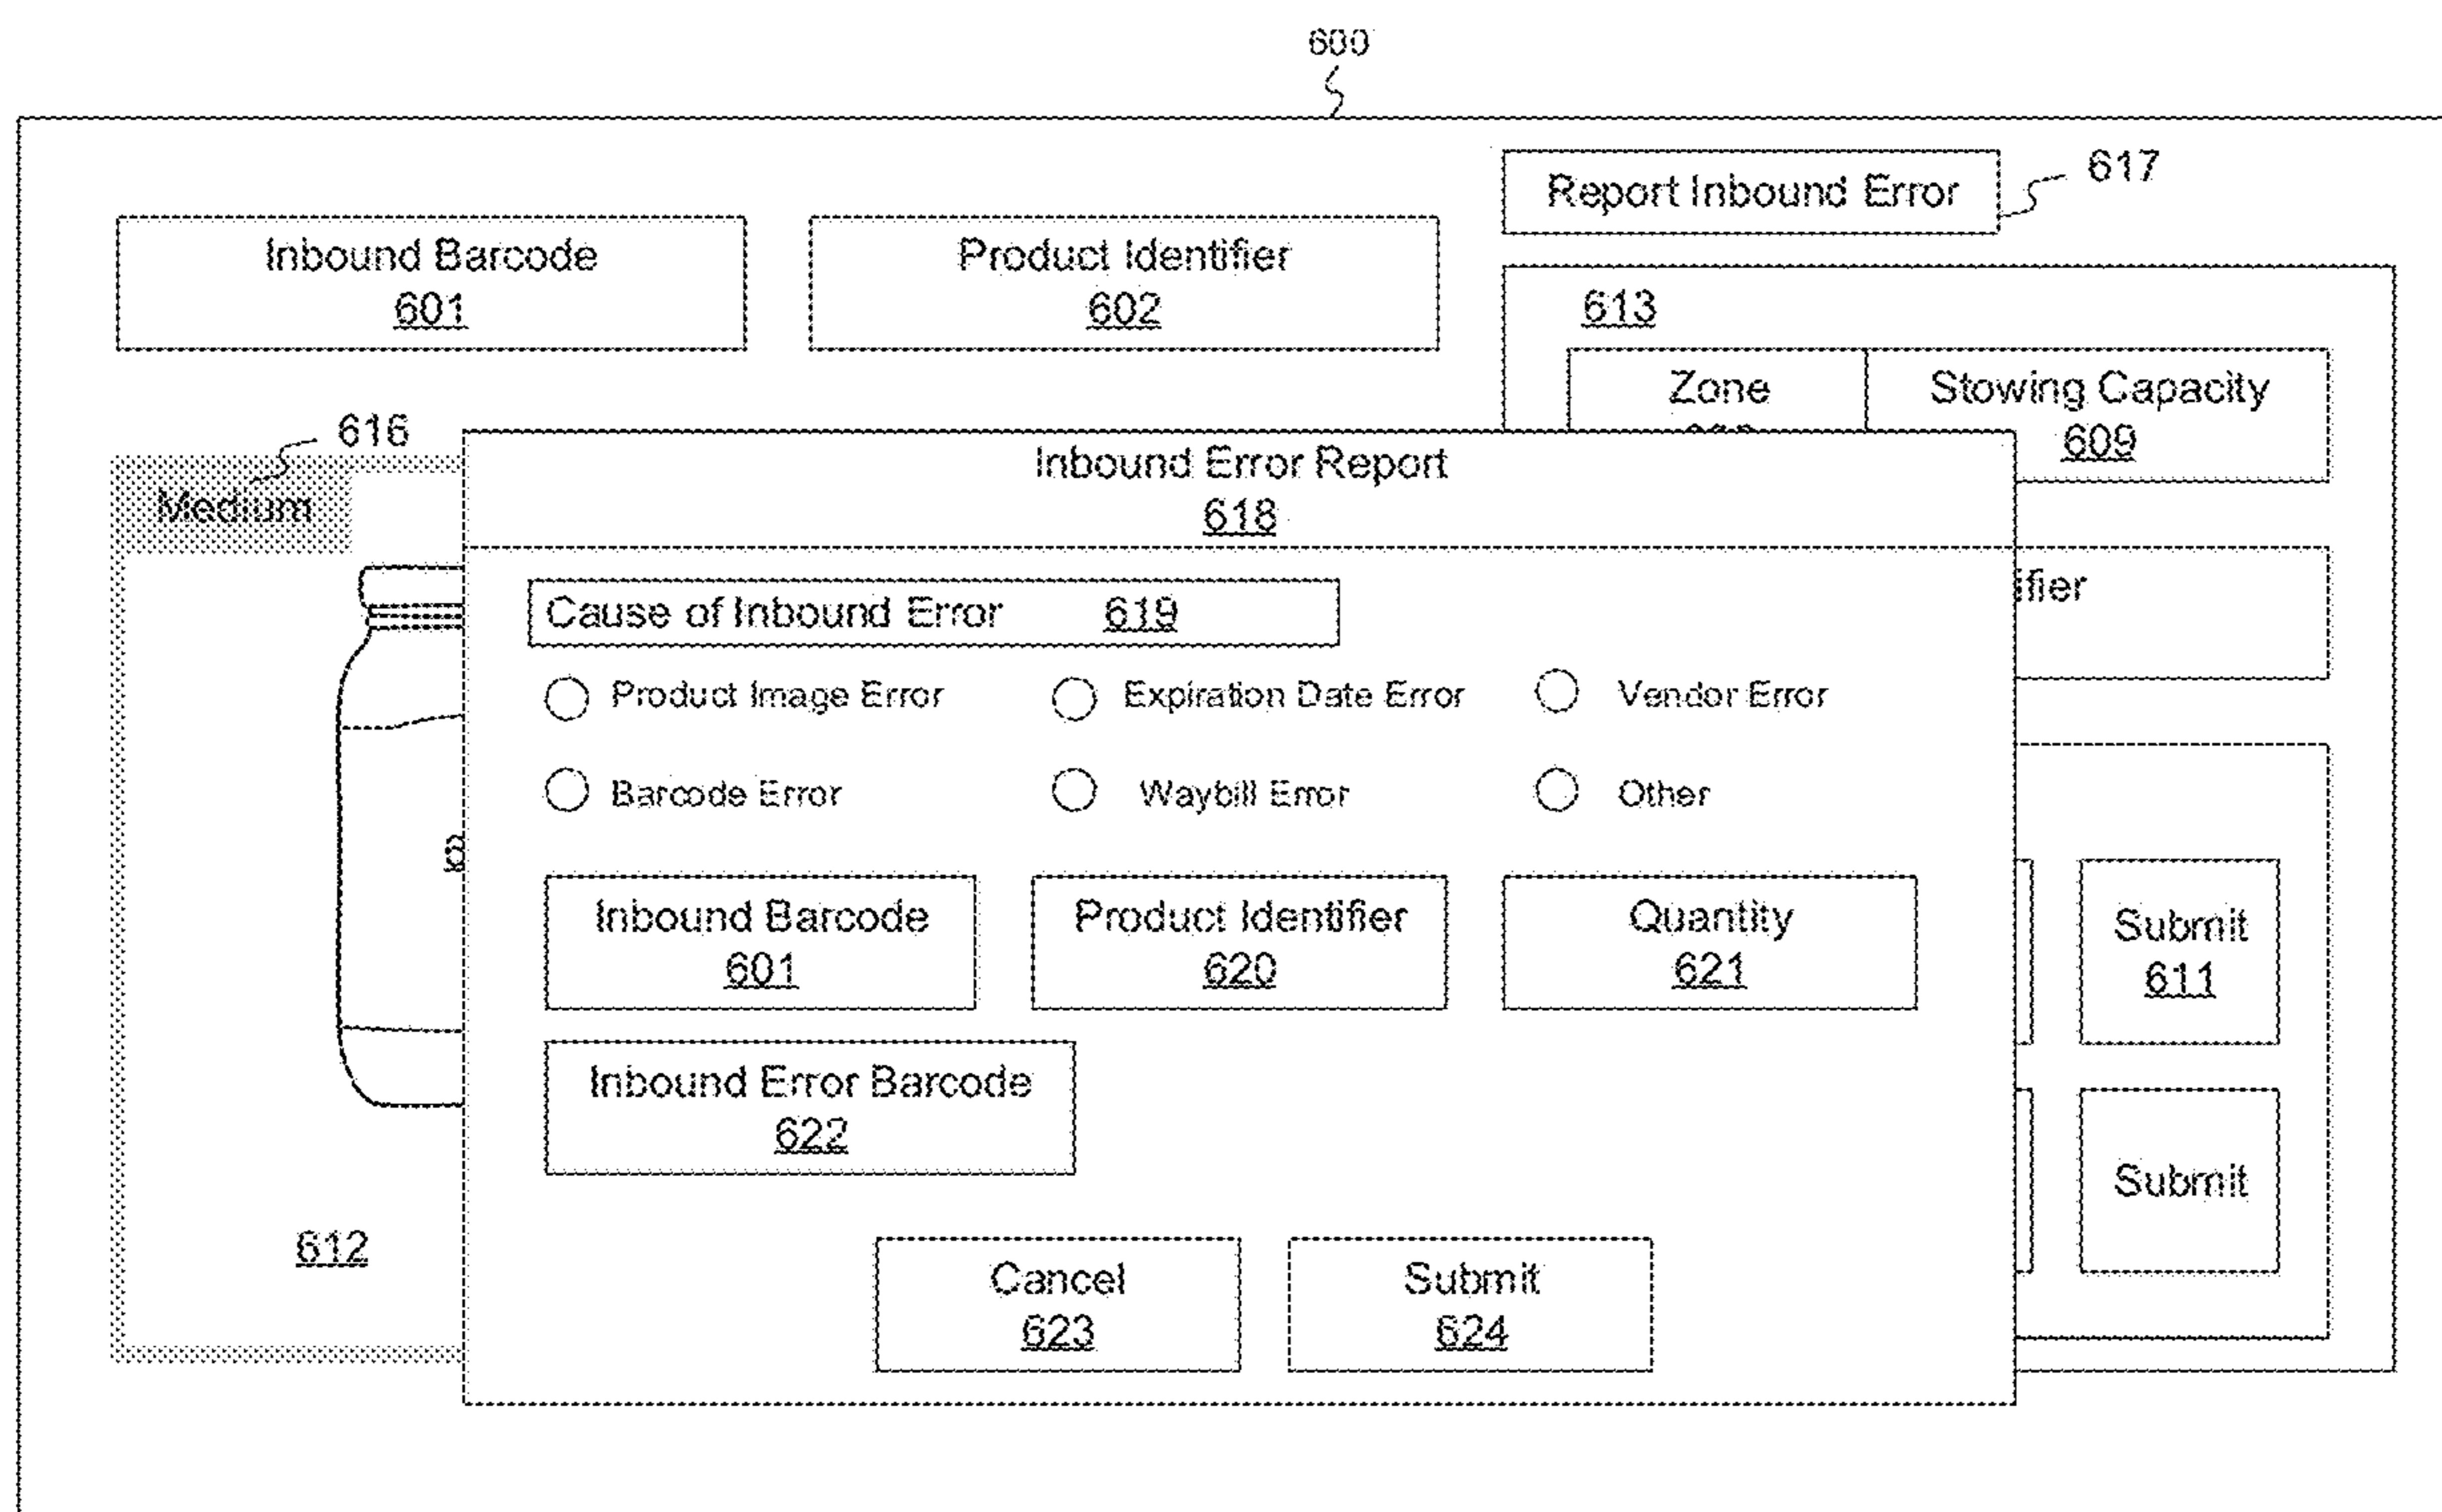 600
Report Inbound Error
617
Inbound Barcode
601
Product Identifier
602
613
Zone
Stowing Capacity
609
616
Medium
Inbound Error Report
618
Cause of Inbound Error 619
ifier
Product Image Error
Expiration Date Error
Vendor Error
Barcode Error
Waybill Error
Other
6
Inbound Barcode
601
Product Identifier
620
Quantity
621
Submit
611
Inbound Error Barcode
622
Submit
612
Cancel
623
Submit
624